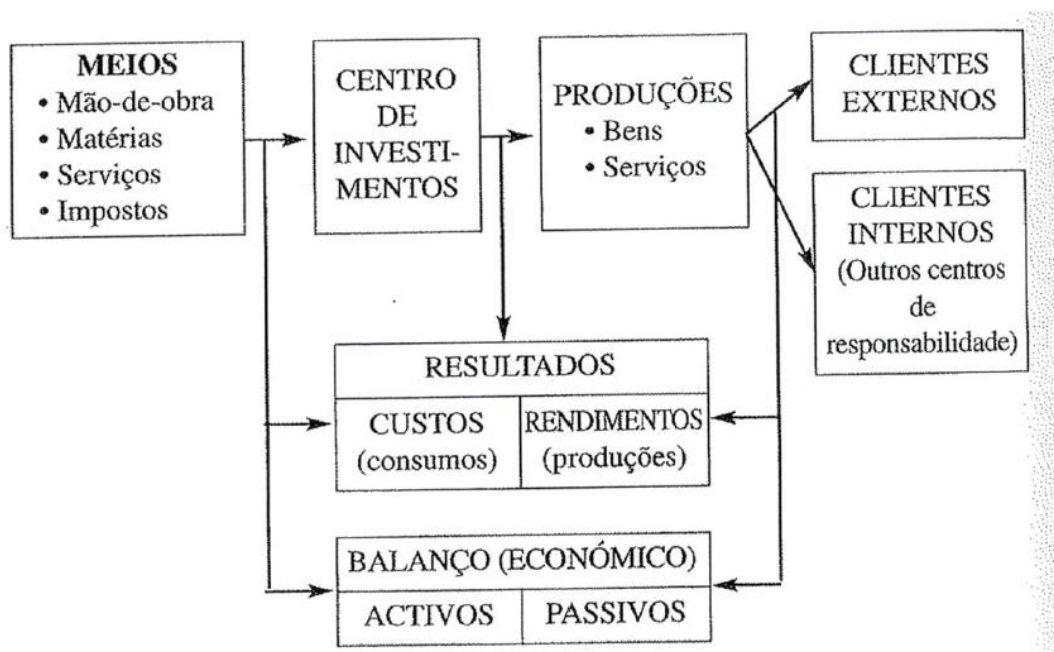 MEIOS
• Mão-de-obra
• Matérias
• Serviços
• Impostos
CENTRO
DE
INVESTI-
MENTOS
PRODUÇÕES
• Bens
• Serviços
CLIENTES
EXTERNOS
CLIENTES
INTERNOS
(Outros centros
de
responsabilidade)
RESULTADOS
CUSTOS
(consumos)
RENDIMENTOS
(produções)
BALANÇO (ECONÓMICO)
ACTIVOS
PASSIVOS